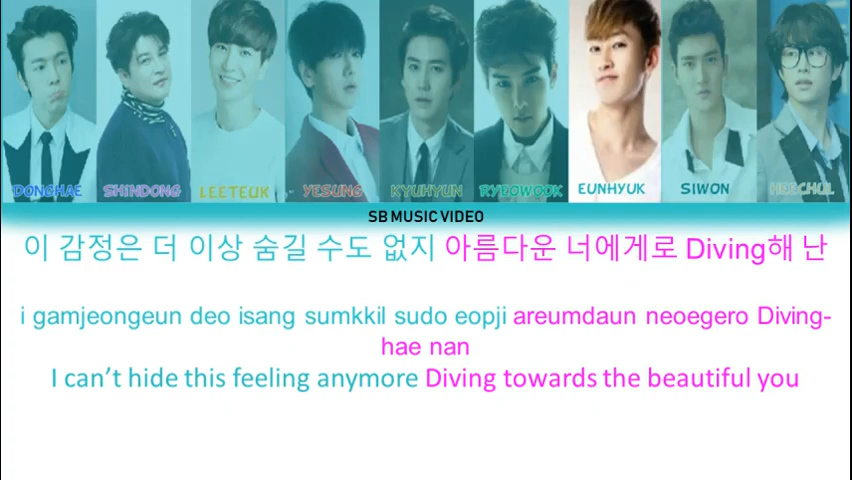 DONGHAE SHINDONG LEETEUK YESUNG KYUHYUN RYEOWOOK EUNHYUK SIWON HEECHUL
SB MUSIC VIDEO
이 감정은 더 이상 숨길 수도 없지 아름다운 너에게로 Diving해 난
i gamjeongeun deo isang sumkkil sudo eopji areumdaun neoegero Diving-
hae nan
I can't hide this feeling anymore Diving towards the beautiful you